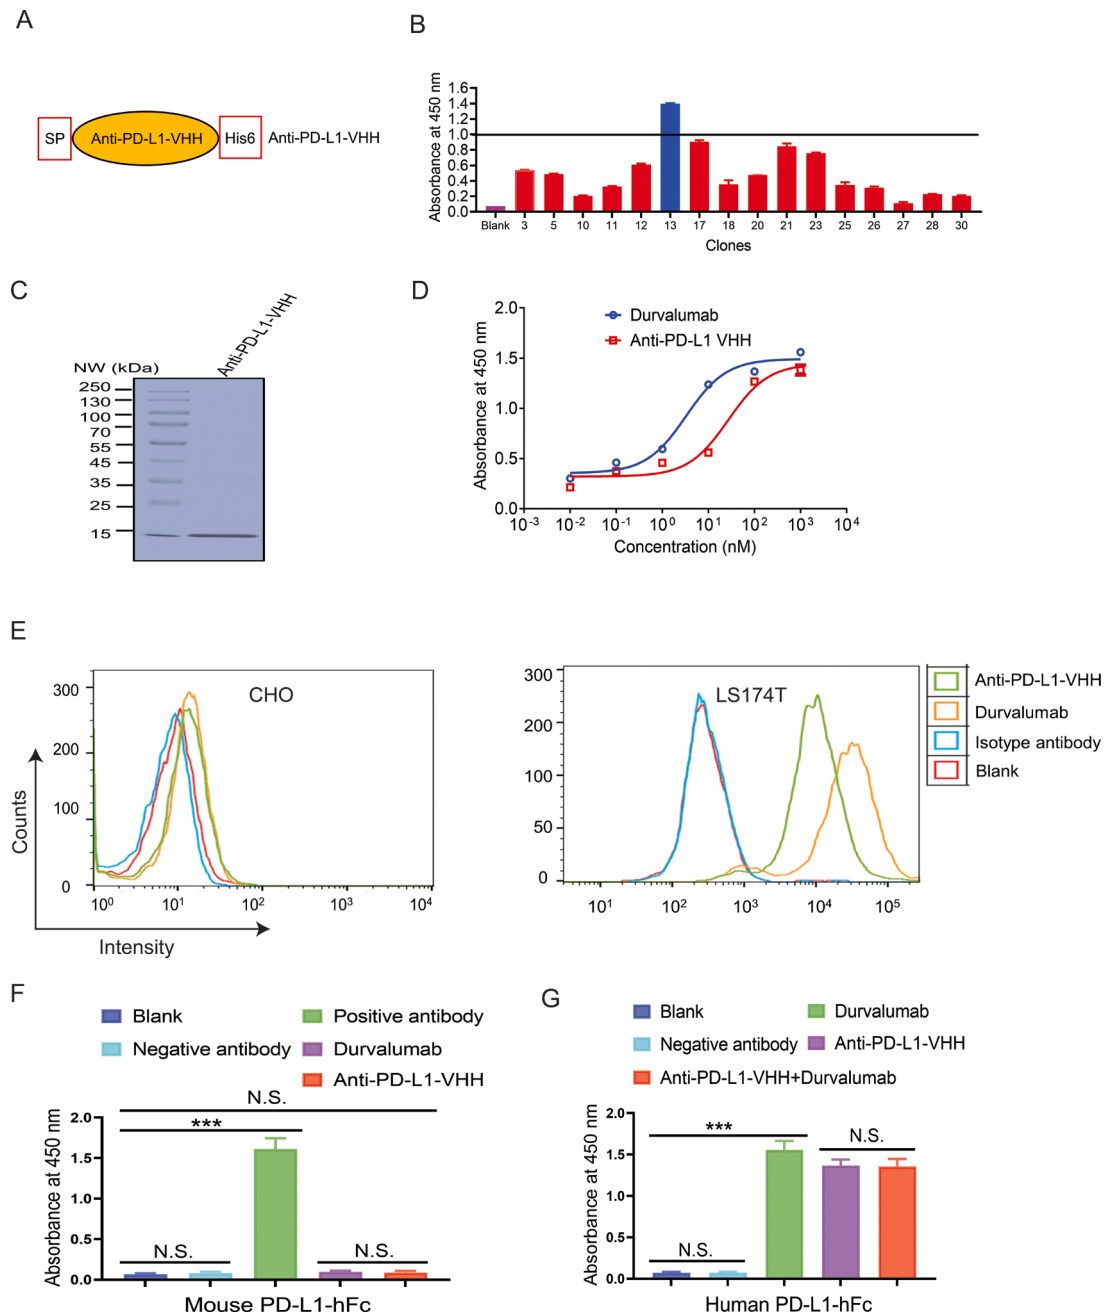 A
SP
Anti-PD-L1-VHH
His6
Anti-PD-L1-VHH
B
Absorbance at 450 nm
1.6
1.4
1.2
1.0
0.8
0.6
0.4
0.2
0.0
Blank 3 5 10 11 12 13 17 18 20 21 23 25 26 27 28 30
Clones
C
Anti-PD-L1-VHH
NW (kDa)
250
130
100
70
55
45
35
25
15
D
Durvalumab
Anti-PD-L1 VHH
Absorbance at 450 nm
2.0
1.5
1.0
0.5
0.0
10-3 10-2 10-1 100 101 102 103 104
Concentration (nM)
E
CHO
300
200
100
0
100 101 102 103 104
Counts
Intensity
LS174T
300
200
100
50
0
101 102 103 104 105
Anti-PD-L1-VHH
Durvalumab
Isotype antibody
Blank
F
Blank
Positive antibody
Negative antibody
Durvalumab
Anti-PD-L1-VHH
N.S.
***
N.S.
N.S.
Absorbance at 450 nm
2.0
1.5
1.0
0.5
0.0
Mouse PD-L1-hFc
G
Blank
Durvalumab
Negative antibody
Anti-PD-L1-VHH
Anti-PD-L1-VHH+Durvalumab
***
N.S.
N.S.
Absorbance at 450 nm
2.0
1.5
1.0
0.5
0.0
Human PD-L1-hFc